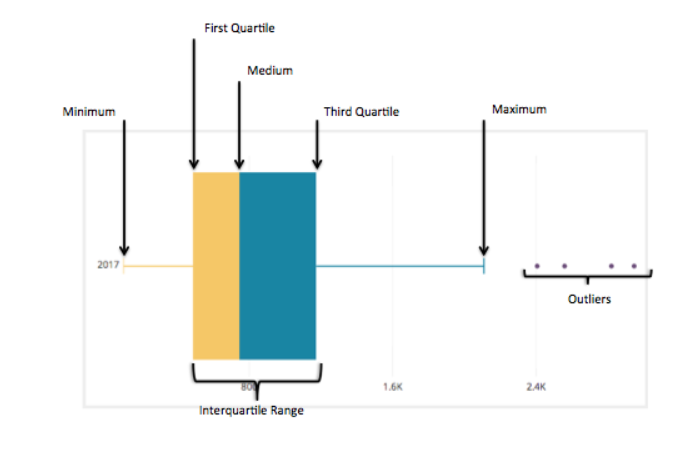 First Quartile
Medium
Minimum
Third Quartile
Maximum
2017
Outliers
800
1.6K
2.4K
Interquartile Range